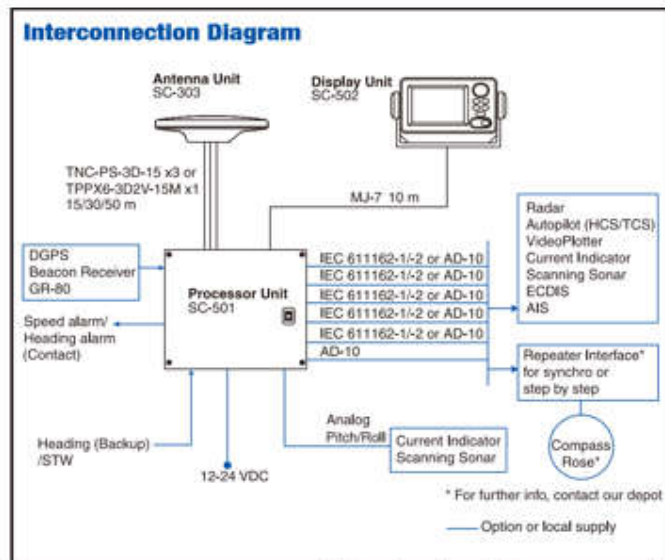 Interconnection Diagram
Antenna Unit
SC-303
Display Unit
SC-502
TNC-PS-3D-15 x3 or
TPPX6-3D2V-15M x1
15/30/50 m
MJ-7 10 m
DGPS
Beacon Receiver
GR-80
Processor Unit
SC-501
Speed alarm/
Heading alarm
(Contact)
IEC 611162-1/-2 or AD-10
IEC 611162-1/-2 or AD-10
IEC 611162-1/-2 or AD-10
IEC 611162-1/-2 or AD-10
IEC 611162-1/-2 or AD-10
AD-10
Radar
Autopilot (HCS/TCS)
VideoPlotter
Current Indicator
Scanning Sonar
ECDIS
AIS
Repeater Interface*
for synchro or
step by step
Heading (Backup)
/STW
12-24 VDC
Analog
Pitch/Roll
Current Indicator
Scanning Sonar
Compass
Rose*
* For further info, contact our depot
Option or local supply